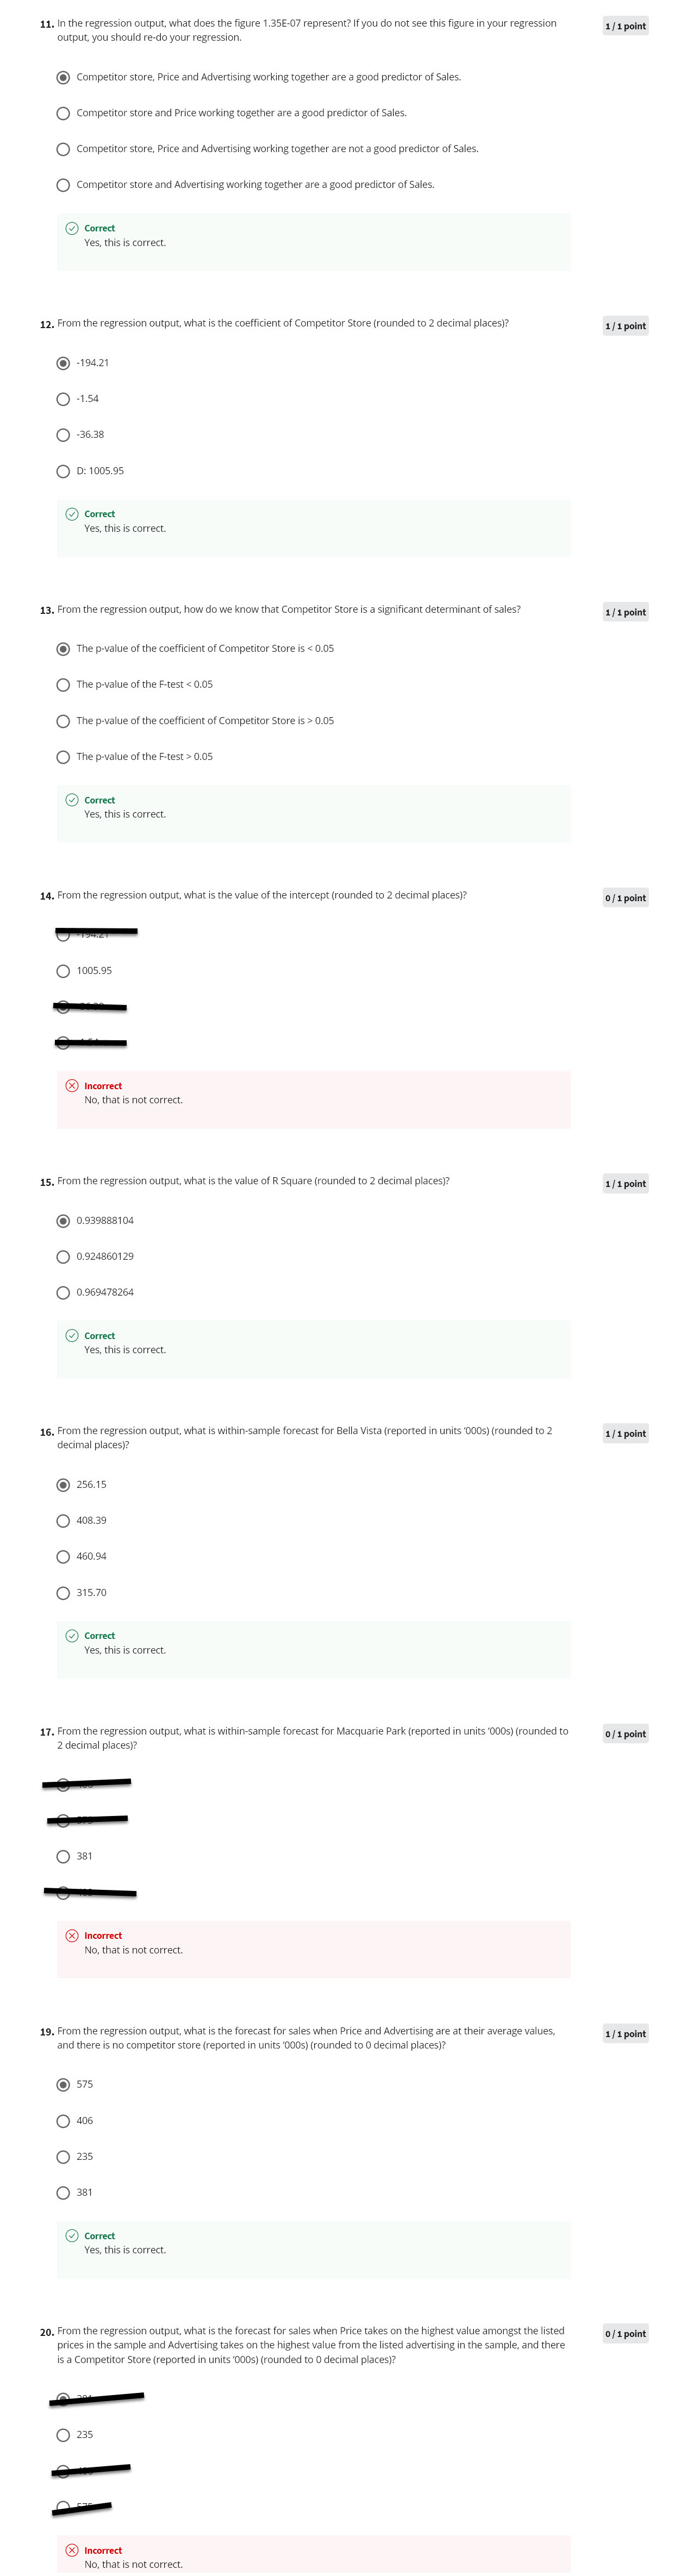 11. In the regression output, what does the figure 1.35E-07 represent? If you do not see this figure in your regression
output, you should re-do your regression.
1 / 1 point
Competitor store, Price and Advertising working together are a good predictor of Sales.
Competitor store and Price working together are a good predictor of Sales.
Competitor store, Price and Advertising working together are not a good predictor of Sales.
Competitor store and Advertising working together are a good predictor of Sales.
Correct
Yes, this is correct.
12. From the regression output, what is the coefficient of Competitor Store (rounded to 2 decimal places)?
1 / 1 point
-194.21
-1.54
-36.38
D: 1005.95
Correct
Yes, this is correct.
13. From the regression output, how do we know that Competitor Store is a significant determinant of sales?
1 / 1 point
The p-value of the coefficient of Competitor Store is < 0.05
The p-value of the F-test < 0.05
The p-value of the coefficient of Competitor Store is > 0.05
The p-value of the F-test > 0.05
Correct
Yes, this is correct.
14. From the regression output, what is the value of the intercept (rounded to 2 decimal places)?
0 / 1 point
-194.21
1005.95
Incorrect
No, that is not correct.
15. From the regression output, what is the value of R Square (rounded to 2 decimal places)?
1 / 1 point
0.939888104
0.924860129
0.969478264
Correct
Yes, this is correct.
16. From the regression output, what is within-sample forecast for Bella Vista (reported in units ‘000s) (rounded to 2
decimal places)?
1 / 1 point
256.15
408.39
460.94
315.70
Correct
Yes, this is correct.
17. From the regression output, what is within-sample forecast for Macquarie Park (reported in units ‘000s) (rounded to
2 decimal places)?
0 / 1 point
381
Incorrect
No, that is not correct.
19. From the regression output, what is the forecast for sales when Price and Advertising are at their average values,
and there is no competitor store (reported in units ‘000s) (rounded to 0 decimal places)?
1 / 1 point
575
406
235
381
Correct
Yes, this is correct.
20. From the regression output, what is the forecast for sales when Price takes on the highest value amongst the listed
prices in the sample and Advertising takes on the highest value from the listed advertising in the sample, and there
is a Competitor Store (reported in units ‘000s) (rounded to 0 decimal places)?
0 / 1 point
235
Incorrect
No, that is not correct.